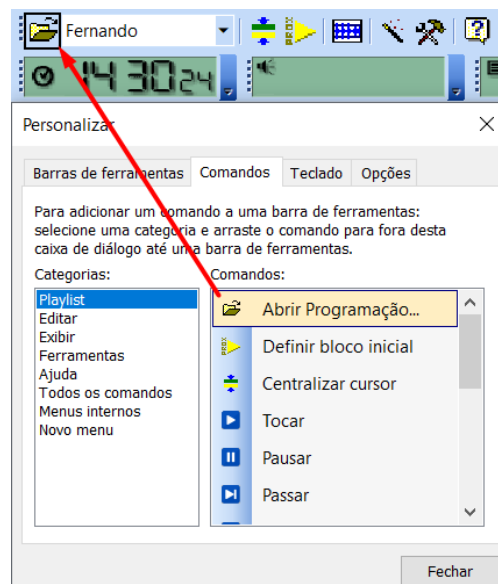 Fernando
14 30 24
Personalizar
Barras de ferramentas Comandos Teclado Opções
Para adicionar um comando a uma barra de ferramentas:
selecione uma categoria e arraste o comando para fora desta
caixa de diálogo até uma barra de ferramentas.
Categorias:
Playlist
Editar
Exibir
Ferramentas
Ajuda
Todos os comandos
Menus internos
Novo menu
Comandos:
Abrir Programação...
Definir bloco inicial
Centralizar cursor
Tocar
Pausar
Passar
Fechar